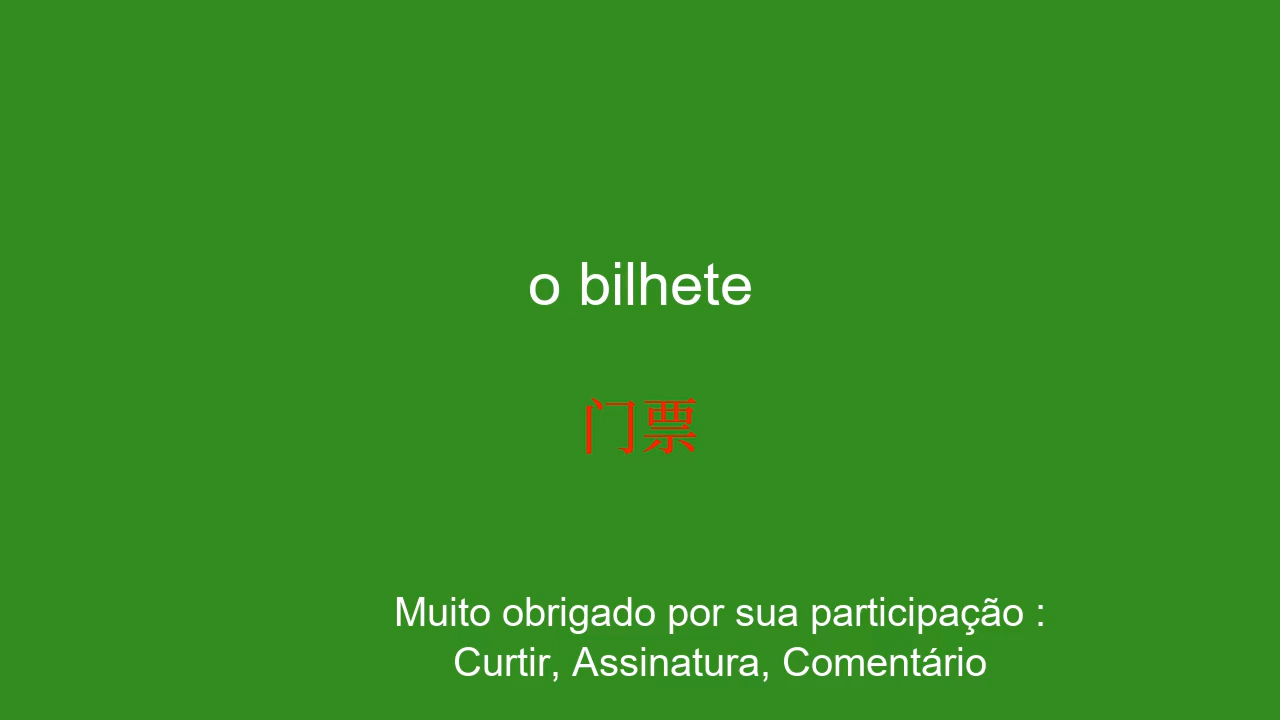 o bilhete
门票
Muito obrigado por sua participação :
Curtir, Assinatura, Comentário